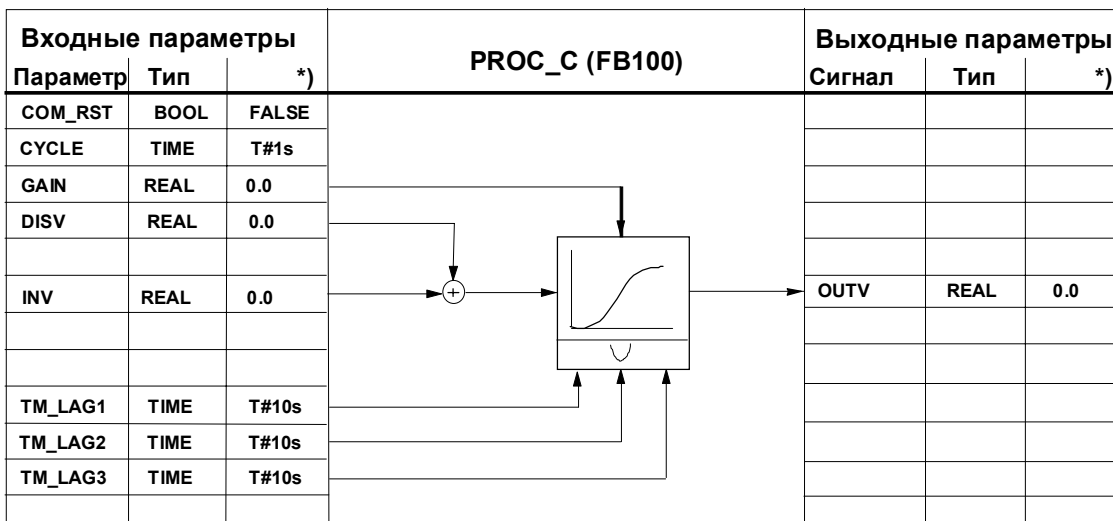 Входные параметры
PROC_C (FB100)
Выходные параметры
Параметр Тип *)
Сигнал Тип *)
COM_RST BOOL FALSE
CYCLE TIME T#1s
GAIN REAL 0.0
DISV REAL 0.0
INV REAL 0.0
+
OUTV REAL 0.0
TM_LAG1 TIME T#10s
TM_LAG2 TIME T#10s
TM_LAG3 TIME T#10s